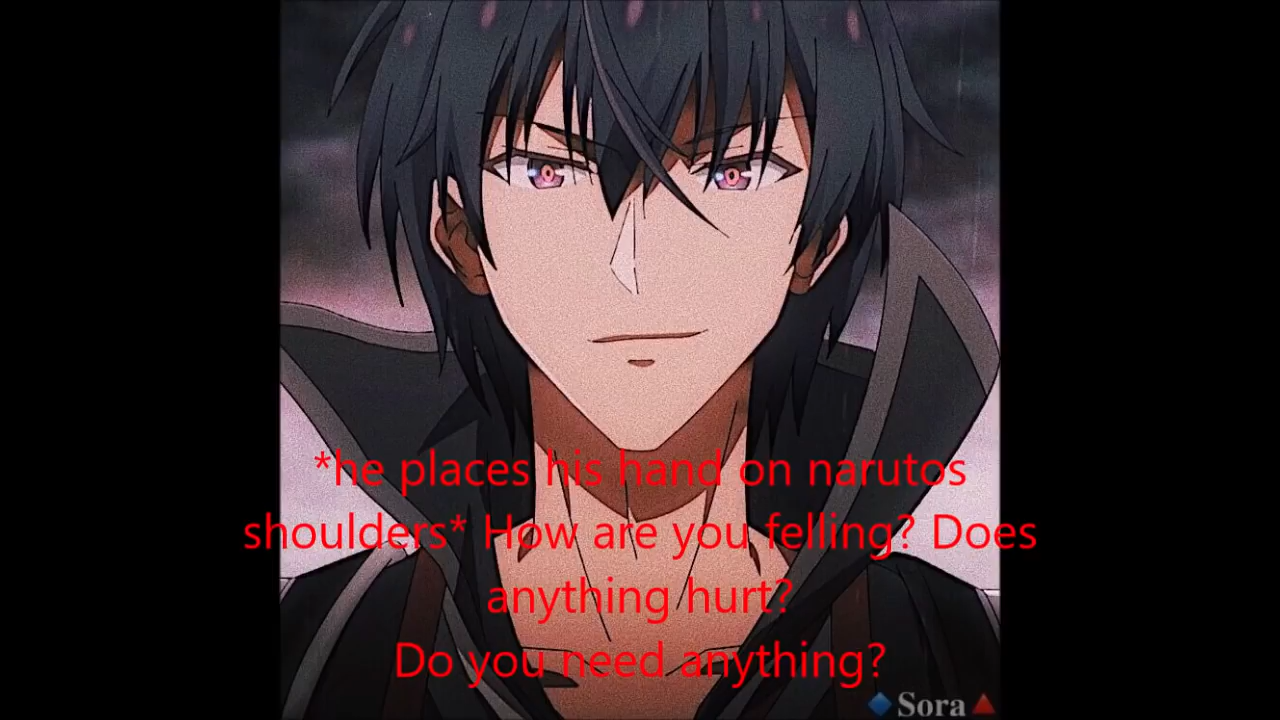 *he places his hand on narutos
shoulders* How are you felling? Does
anything hurt?
Do you need anything?
Sora